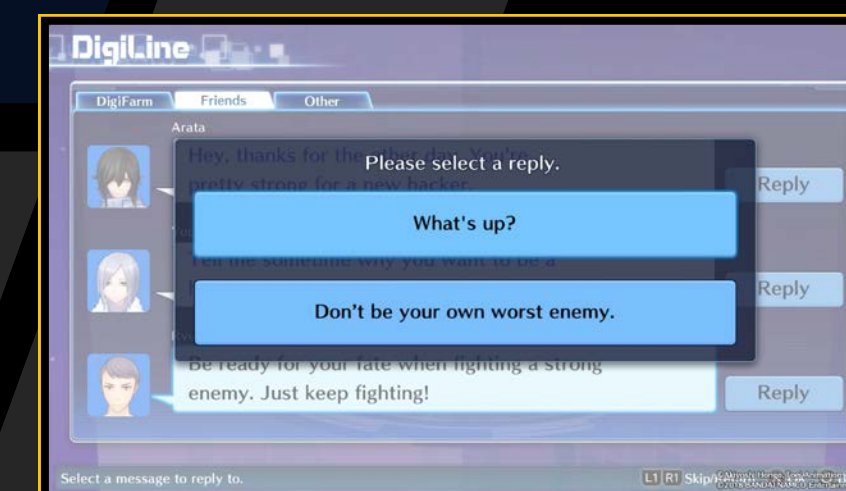 DigiLine
DigiFarm Friends Other
Arata
Hey, thanks for the other day. You're
pretty strong for a new hacker.
Please select a reply.
Reply
What's up?
Tell me sometime why you want to be a
Reply
Don't be your own worst enemy.
Be ready for your fate when fighting a strong
enemy. Just keep fighting!
Reply
Select a message to reply to.
L1 R1 Skip/